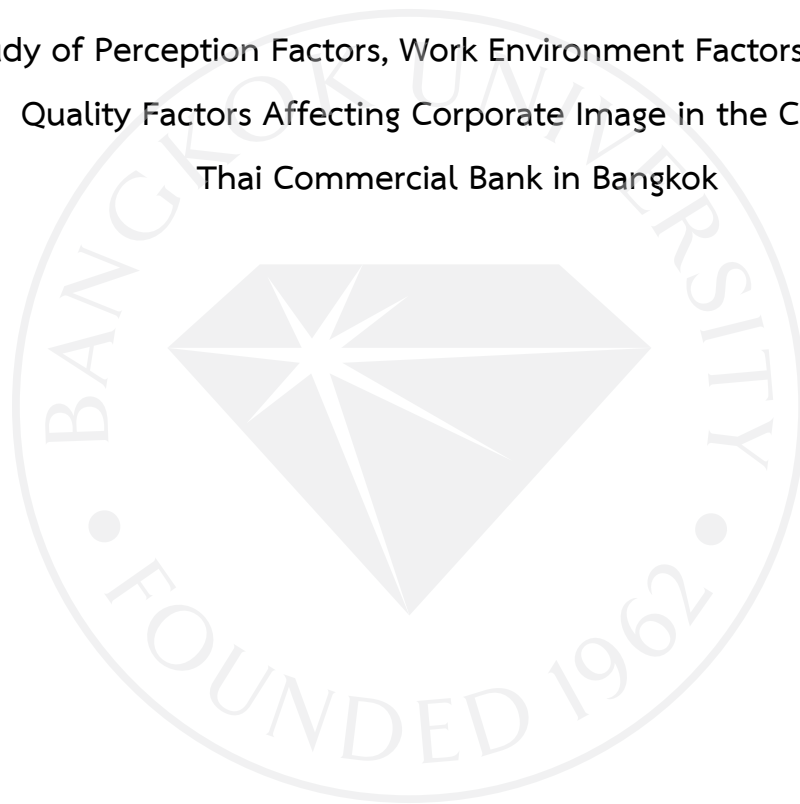 dy of Perception Factors, Work Environment Factors
Quality Factors Affecting Corporate Image in the C
Thai Commercial Bank in Bangkok
BANGKOK UNIVERSITY
FOUNDED 1962